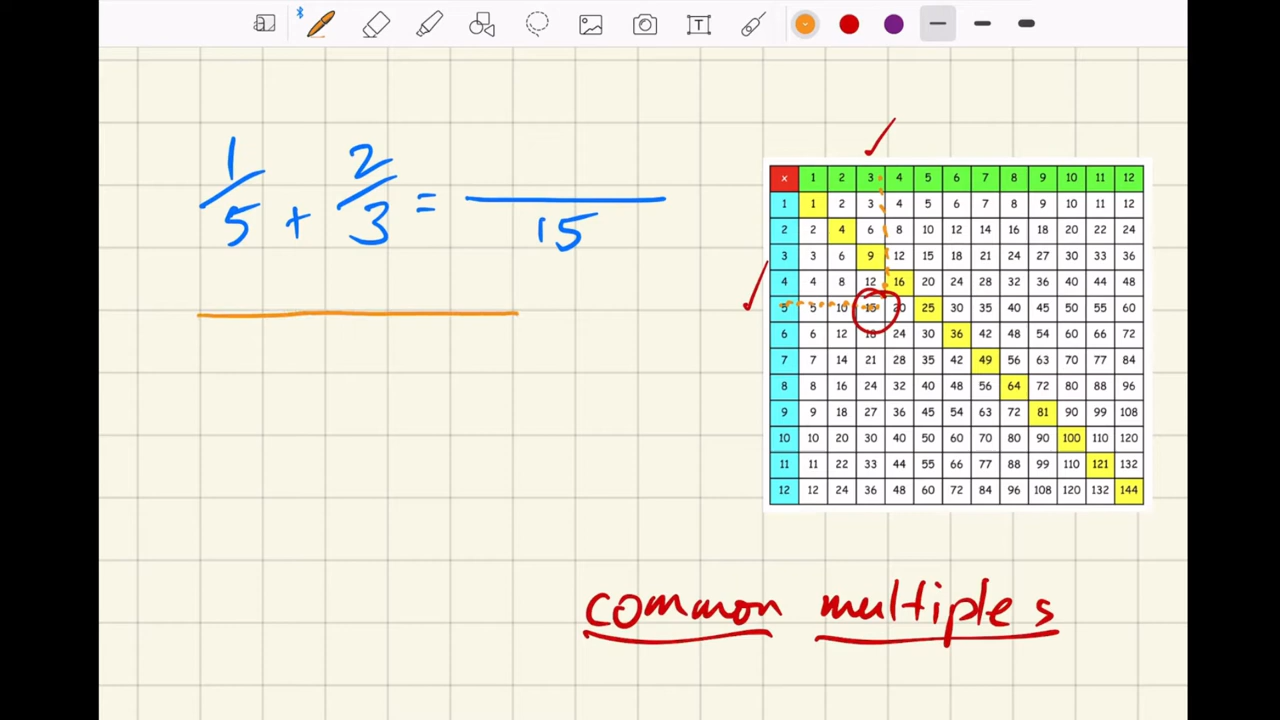 T
1/5 + 2/3 = /15
x 1 2 3 4 5 6 7 8 9 10 11 12
1 1 2 3 4 5 6 7 8 9 10 11 12
2 2 4 6 8 10 12 14 16 18 20 22 24
3 3 6 9 12 15 18 21 24 27 30 33 36
4 4 8 12 16 20 24 28 32 36 40 44 48
5 5 10 15 20 25 30 35 40 45 50 55 60
6 6 12 18 24 30 36 42 48 54 60 66 72
7 7 14 21 28 35 42 49 56 63 70 77 84
8 8 16 24 32 40 48 56 64 72 80 88 96
9 9 18 27 36 45 54 63 72 81 90 99 108
10 10 20 30 40 50 60 70 80 90 100 110 120
11 11 22 33 44 55 66 77 88 99 110 121 132
12 12 24 36 48 60 72 84 96 108 120 132 144
common multiples